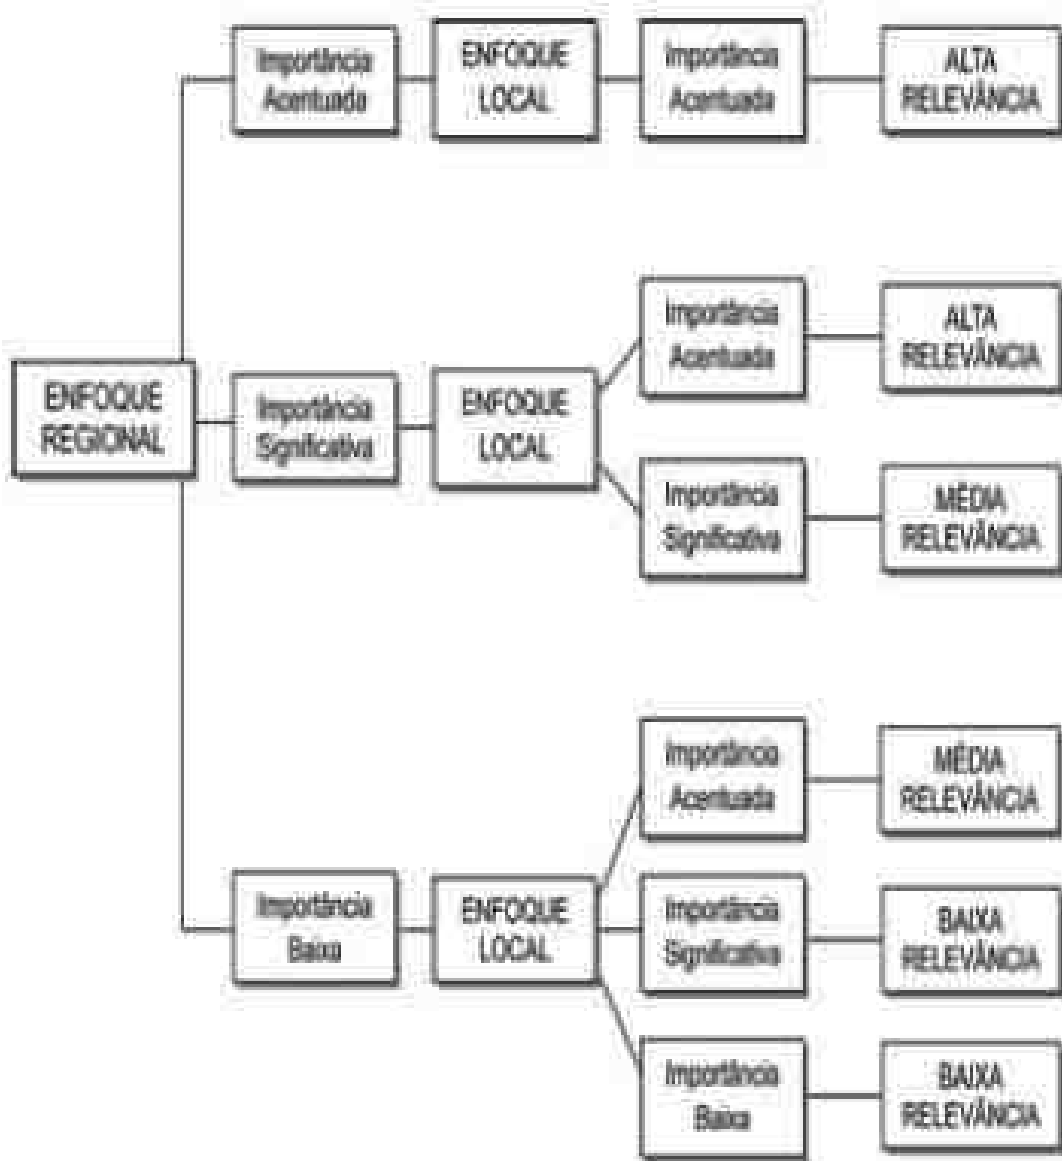 Importância
Acentuada
ENFOQUE
LOCAL
Importância
Acentuada
ALTA
RELEVÂNCIA
ENFOQUE
REGIONAL
Importância
Significativa
ENFOQUE
LOCAL
Importância
Acentuada
ALTA
RELEVÂNCIA
Importância
Significativa
MÉDIA
RELEVÂNCIA
Importância
Baixa
ENFOQUE
LOCAL
Importância
Acentuada
MÉDIA
RELEVÂNCIA
Importância
Significativa
BAIXA
RELEVÂNCIA
Importância
Baixa
BAIXA
RELEVÂNCIA